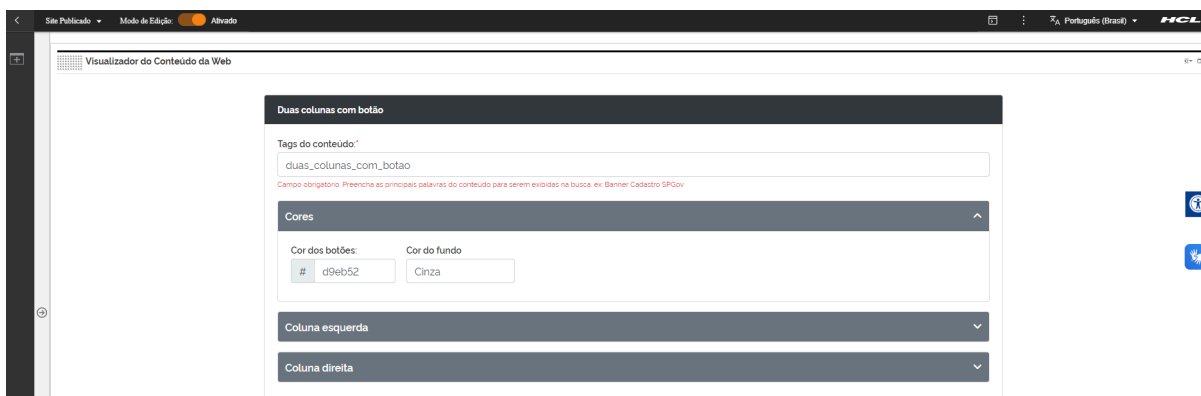 Site Publicado Modo de Edição: Ativado Português (Brasil) HCL
Visualizador do Conteúdo da Web
Duas colunas com botão
Tags do conteúdo:*
duas_colunas_com_botao
Campo obrigatório. Preencha as principais palavras do conteúdo para serem exibidas na busca, ex: Banner Cadastro SPGov
Cores
Cor dos botões: Cor do fundo
# d9eb52 Cinza
Coluna esquerda
Coluna direita